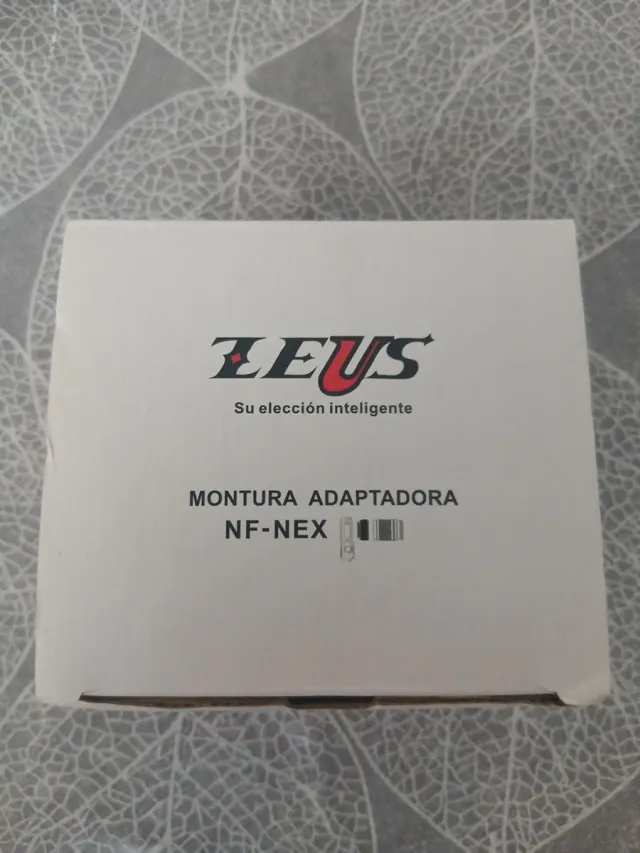 ZEUS
Su elección inteligente
MONTURA ADAPTADORA
NF-NEX